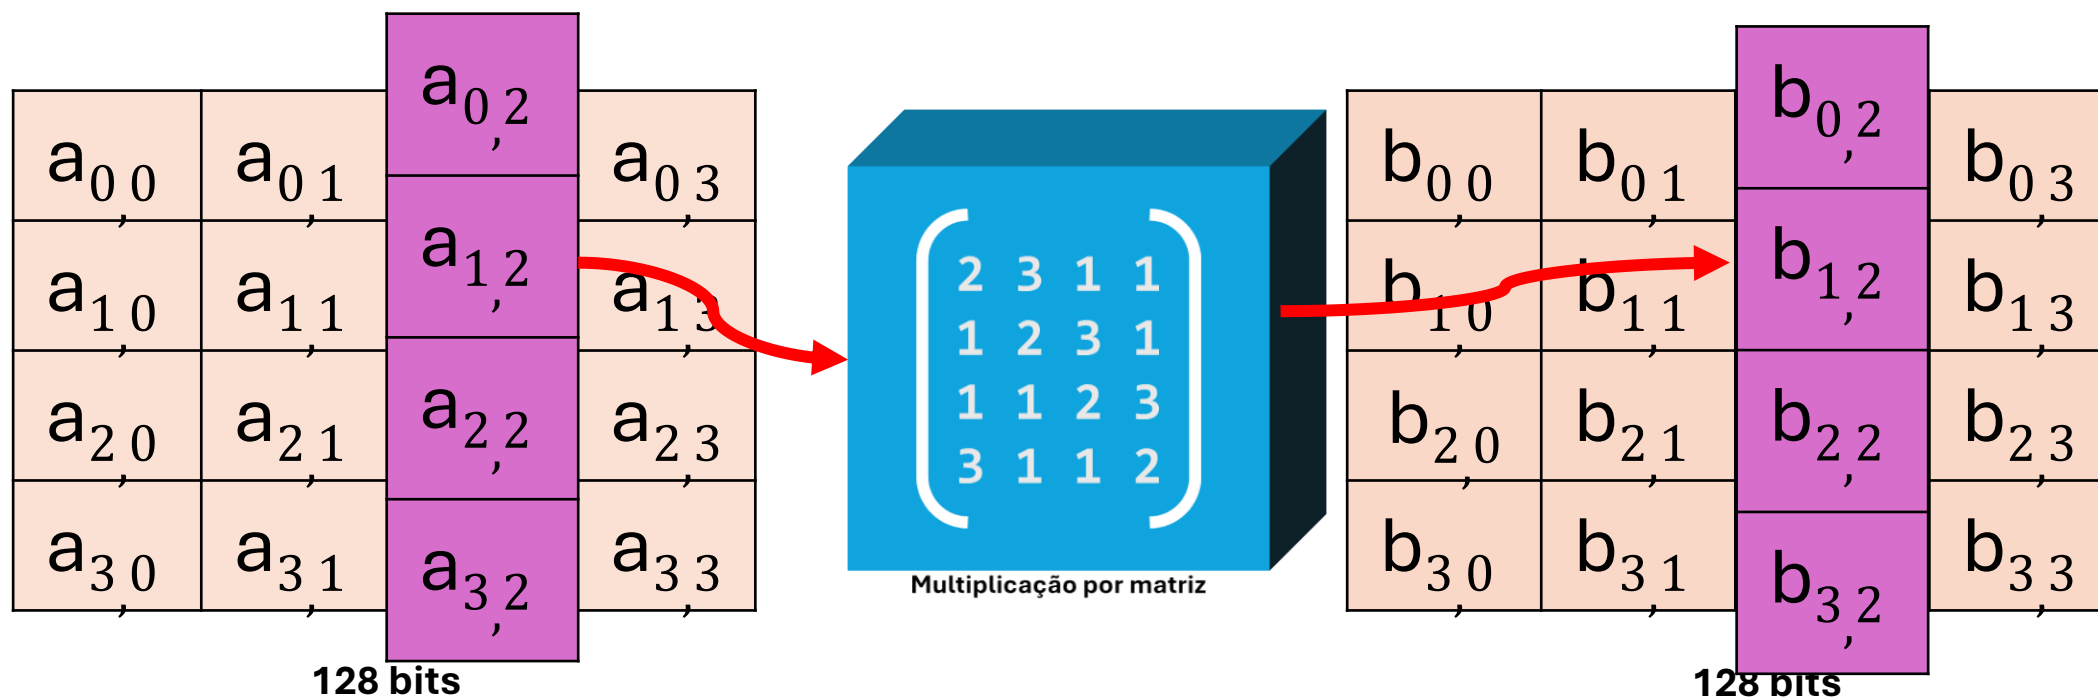 a0,0 a0,1 a0,2 a0,3
a1,0 a1,1 a1,2 a1,3
a2,0 a2,1 a2,2 a2,3
a3,0 a3,1 a3,2 a3,3
128 bits
2 3 1 1
1 2 3 1
1 1 2 3
3 1 1 2
Multiplicação por matriz
b0,0 b0,1 b0,2 b0,3
b1,0 b1,1 b1,2 b1,3
b2,0 b2,1 b2,2 b2,3
b3,0 b3,1 b3,2 b3,3
128 bits